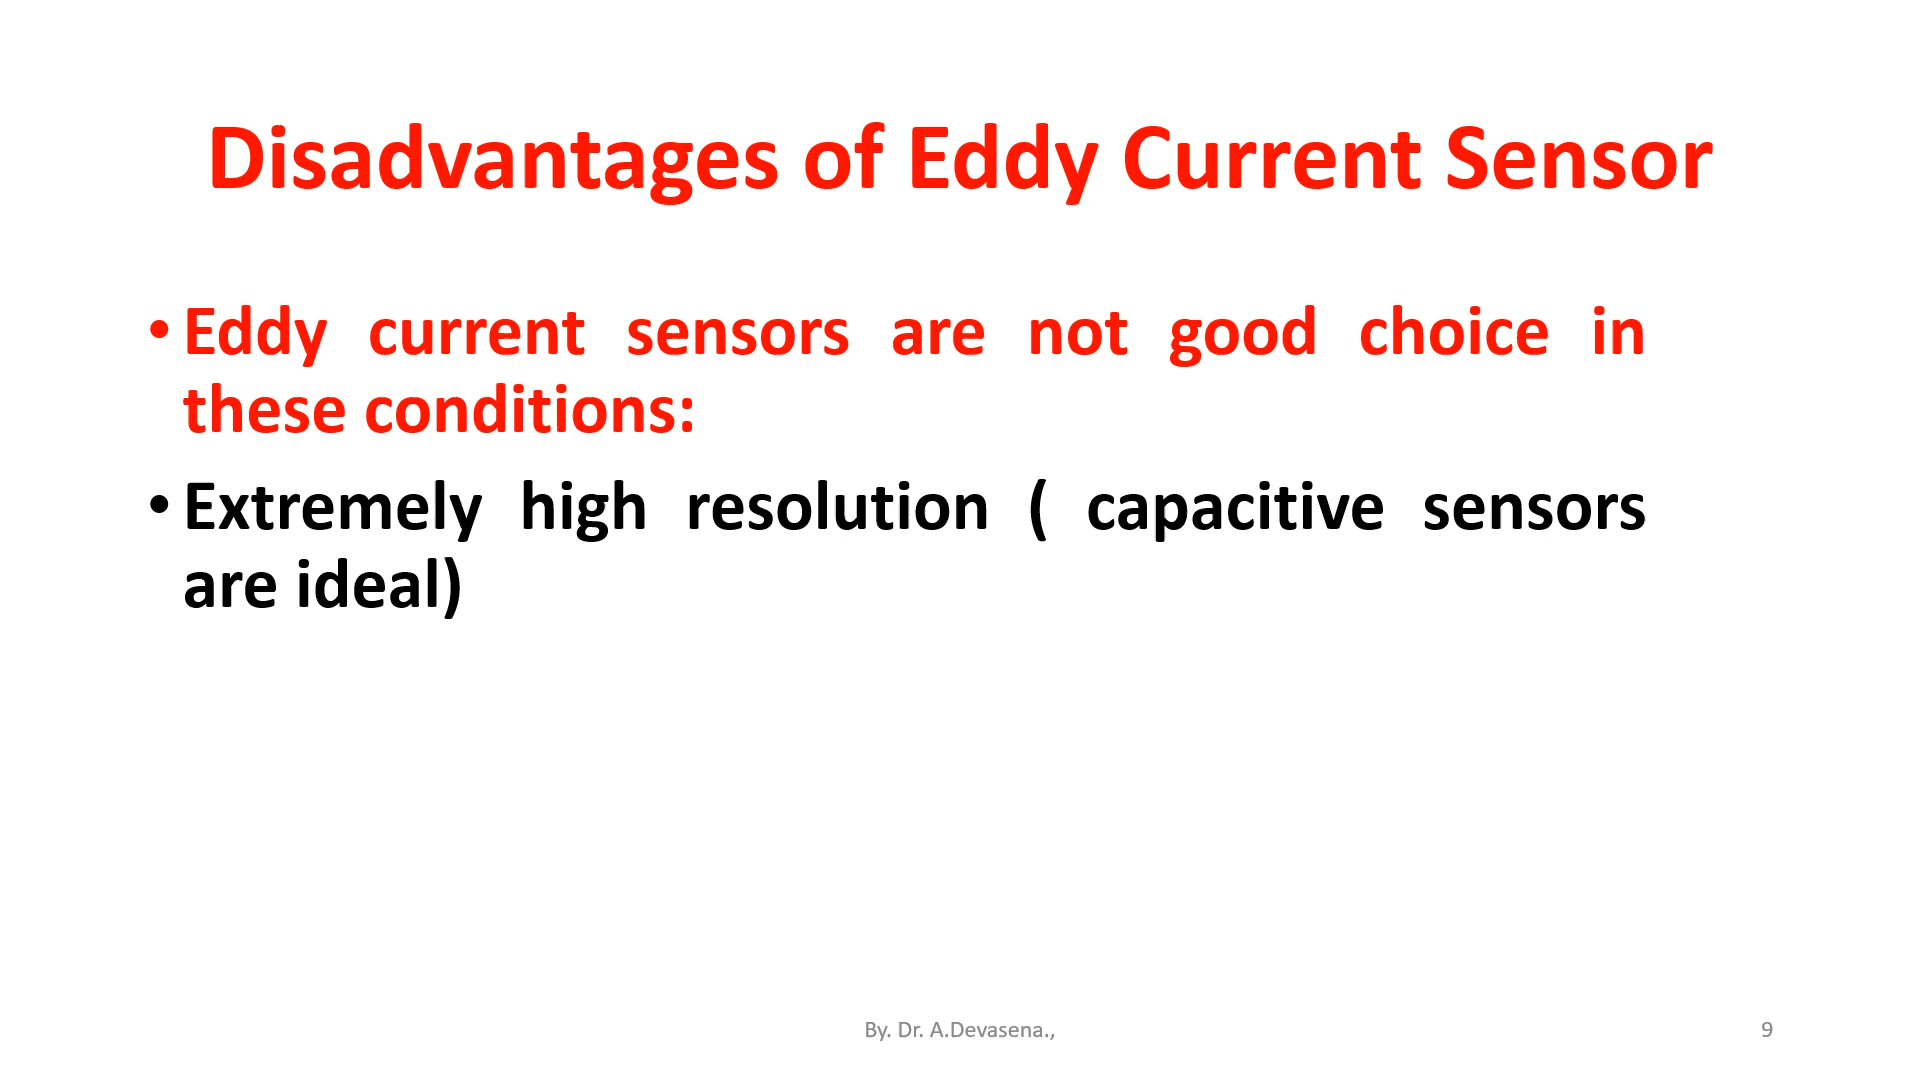 Disadvantages of Eddy Current Sensor
• Eddy current sensors are not good choice in
these conditions:
• Extremely high resolution ( capacitive sensors
are ideal)
By. Dr. A.Devasena.,
9